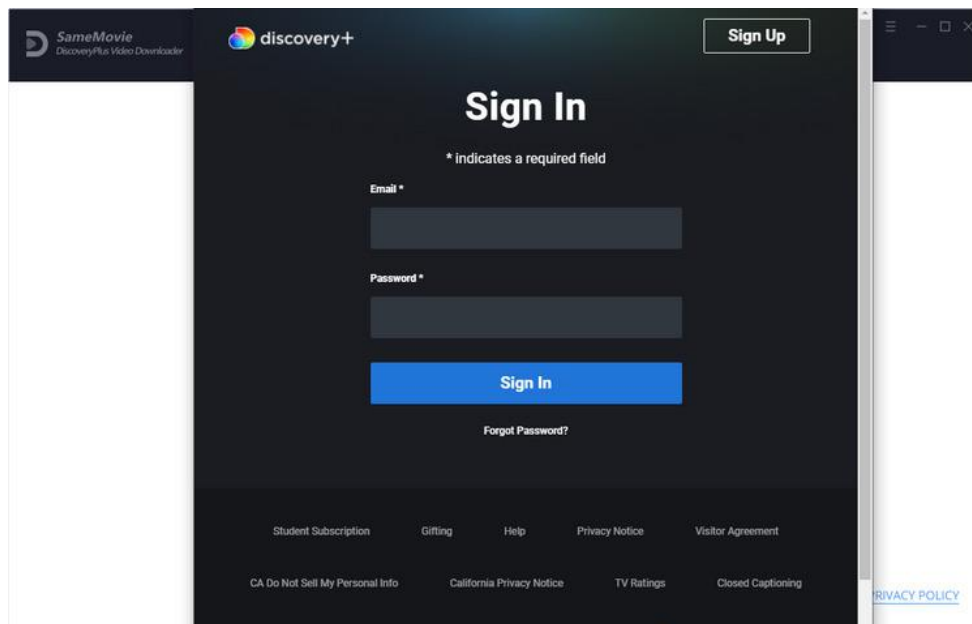 SameMovie
DiscoveryPlus Video Downloader
discovery+
Sign Up
Sign In
* indicates a required field
Email *
Password *
Sign In
Forgot Password?
Student Subscription Gifting Help Privacy Notice Visitor Agreement
CA Do Not Sell My Personal Info California Privacy Notice TV Ratings Closed Captioning
RIVACY POLICY